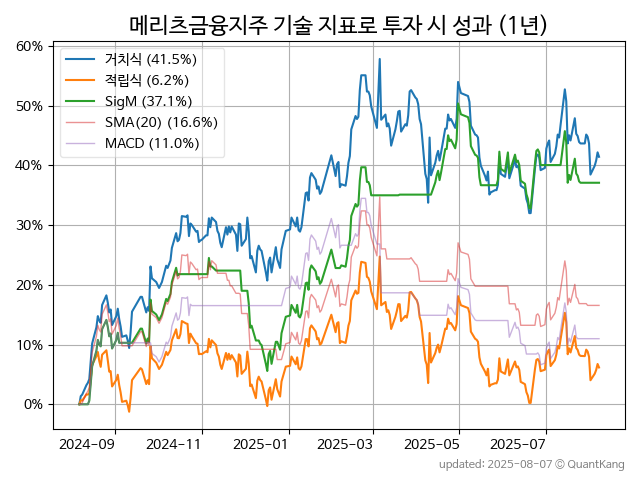 메리츠금융지주 기술 지표로 투자 시 성과 (1년)
60%
50%
40%
30%
20%
10%
0%
거치식 (41.5%)
적립식 (6.2%)
SigM (37.1%)
SMA(20) (16.6%)
MACD (11.0%)
2024-09
2024-11
2025-01
2025-03
2025-05
2025-07
updated: 2025-08-07 © QuantKang